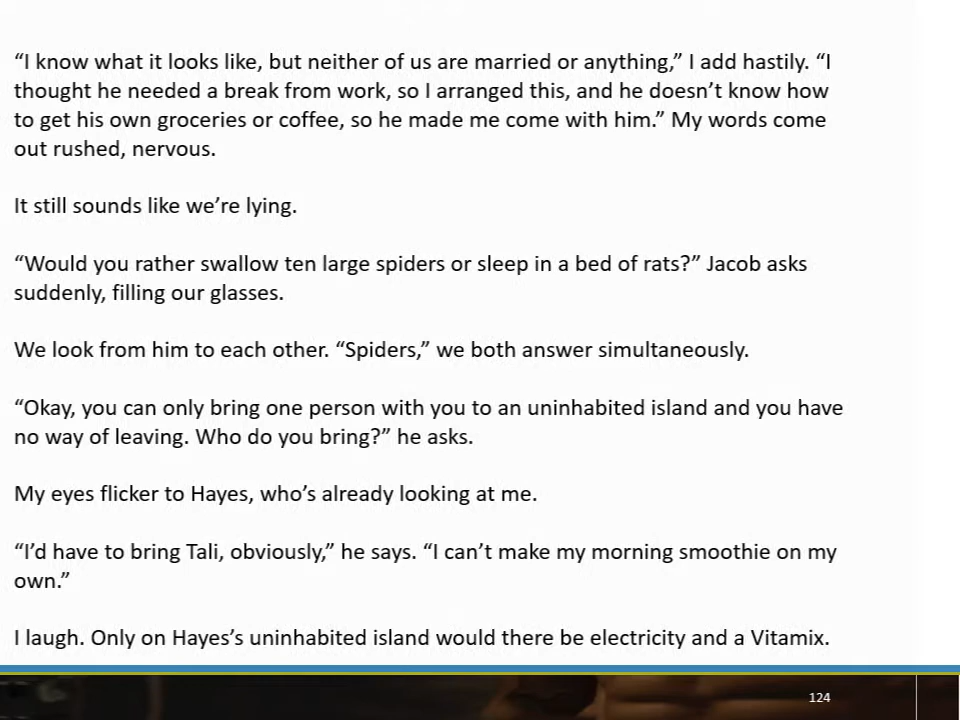 “I know what it looks like, but neither of us are married or anything,” I add hastily. “I
thought he needed a break from work, so I arranged this, and he doesn’t know how
to get his own groceries or coffee, so he made me come with him.” My words come
out rushed, nervous.
It still sounds like we’re lying.
“Would you rather swallow ten large spiders or sleep in a bed of rats?” Jacob asks
suddenly, filling our glasses.
We look from him to each other. “Spiders,” we both answer simultaneously.
“Okay, you can only bring one person with you to an uninhabited island and you have
no way of leaving. Who do you bring?” he asks.
My eyes flicker to Hayes, who’s already looking at me.
“I’d have to bring Tali, obviously,” he says. “I can’t make my morning smoothie on my
own.”
I laugh. Only on Hayes’s uninhabited island would there be electricity and a Vitamix.
124